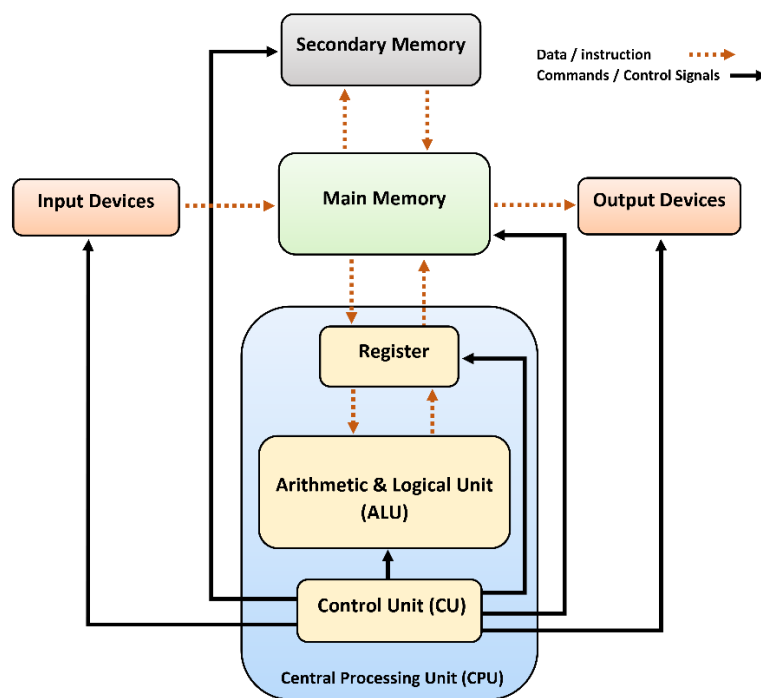 Secondary Memory
Data / instruction
Commands / Control Signals
Input Devices
Main Memory
Output Devices
Register
Arithmetic & Logical Unit
(ALU)
Control Unit (CU)
Central Processing Unit (CPU)